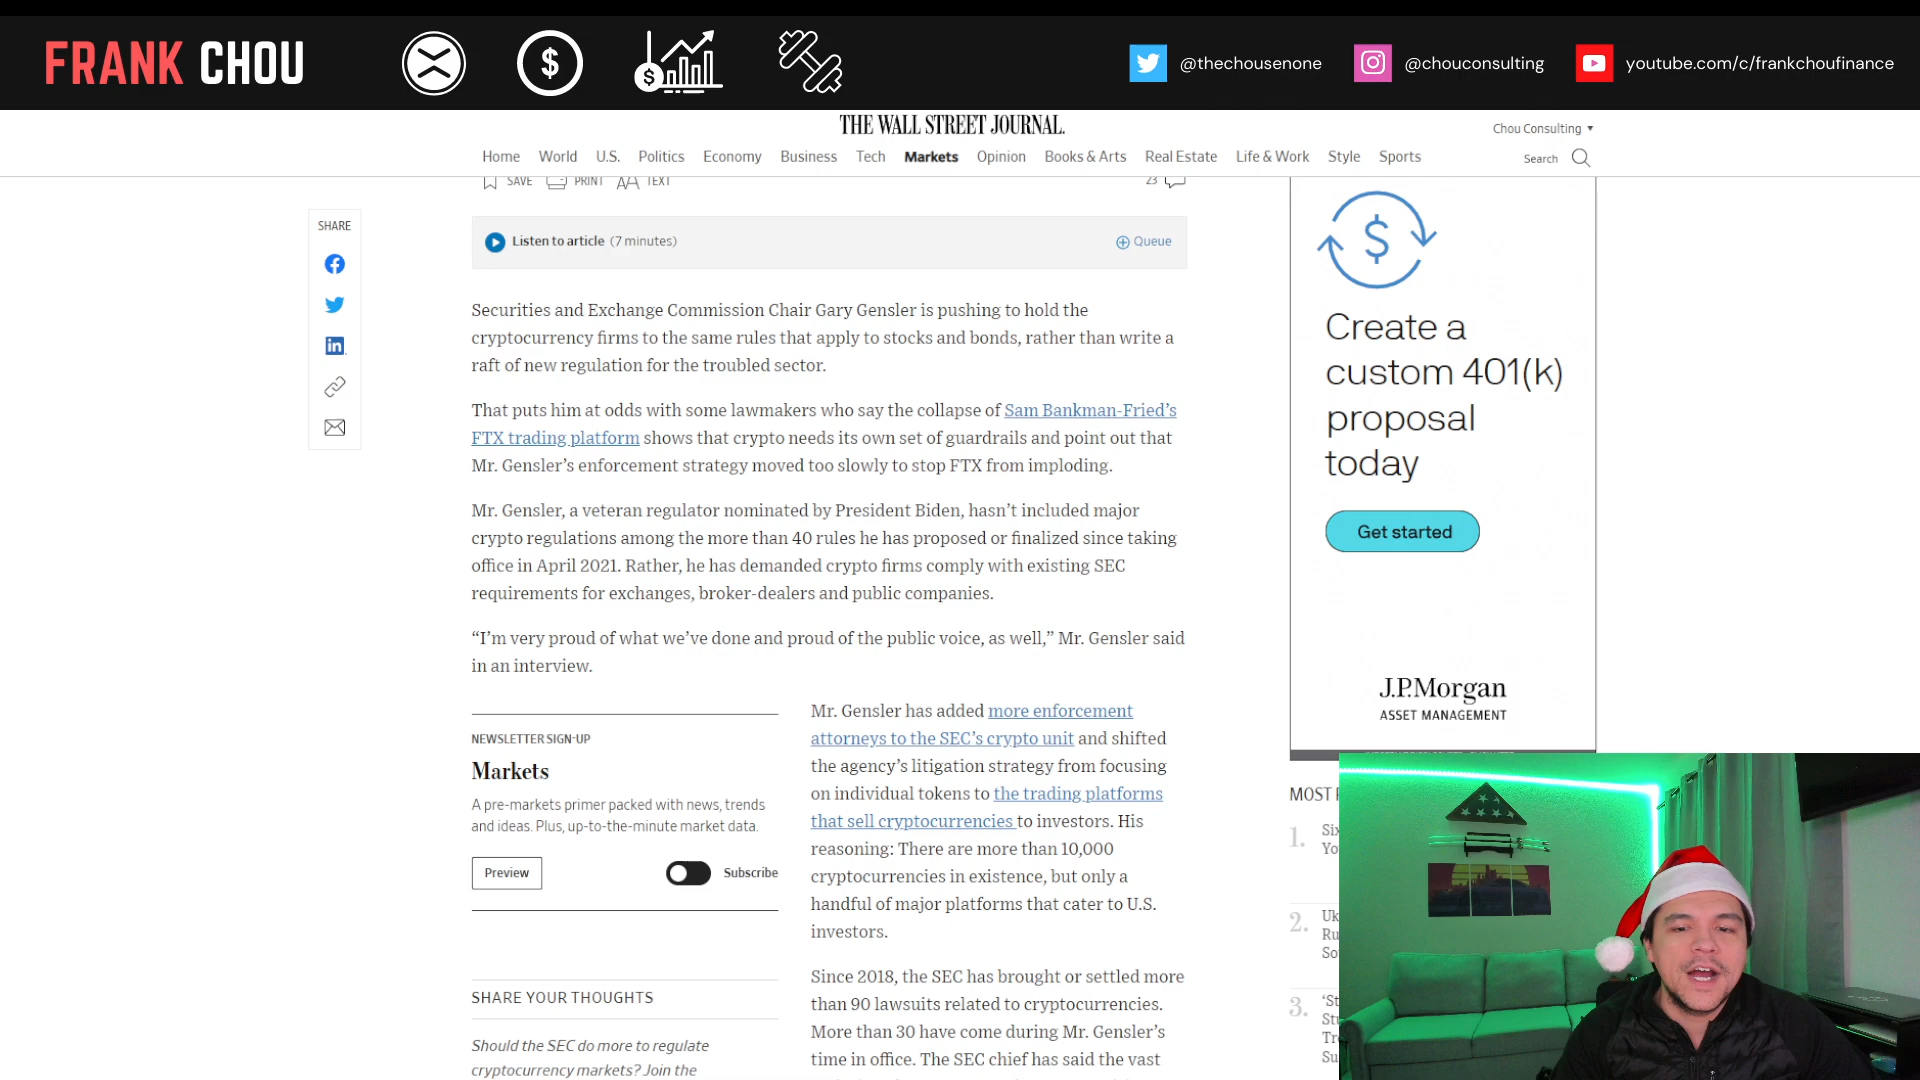 FRANK CHOU
@thechousenone
@chouconsulting
youtube.com/c/frankchoufinance
THE WALL STREET JOURNAL.
Chou Consulting
Home World U.S. Politics Economy Business Tech Markets Opinion Books & Arts Real Estate Life & Work Style Sports
Search
SAVE PRINT TEXT
23
SHARE
Listen to article (7 minutes)
Queue
Securities and Exchange Commission Chair Gary Gensler is pushing to hold the
cryptocurrency firms to the same rules that apply to stocks and bonds, rather than write a
raft of new regulation for the troubled sector.
That puts him at odds with some lawmakers who say the collapse of Sam Bankman-Fried’s
FTX trading platform shows that crypto needs its own set of guardrails and point out that
Mr. Gensler’s enforcement strategy moved too slowly to stop FTX from imploding.
Mr. Gensler, a veteran regulator nominated by President Biden, hasn’t included major
crypto regulations among the more than 40 rules he has proposed or finalized since taking
office in April 2021. Rather, he has demanded crypto firms comply with existing SEC
requirements for exchanges, broker-dealers and public companies.
“I’m very proud of what we’ve done and proud of the public voice, as well,” Mr. Gensler said
in an interview.
NEWSLETTER SIGN-UP
Markets
A pre-markets primer packed with news, trends
and ideas. Plus, up-to-the-minute market data.
Preview
Subscribe
SHARE YOUR THOUGHTS
Should the SEC do more to regulate
cryptocurrency markets? Join the
Mr. Gensler has added more enforcement
attorneys to the SEC’s crypto unit and shifted
the agency’s litigation strategy from focusing
on individual tokens to the trading platforms
that sell cryptocurrencies to investors. His
reasoning: There are more than 10,000
cryptocurrencies in existence, but only a
handful of major platforms that cater to U.S.
investors.
Since 2018, the SEC has brought or settled more
than 90 lawsuits related to cryptocurrencies.
More than 30 have come during Mr. Gensler’s
time in office. The SEC chief has said the vast
Create a
custom 401(k)
proposal
today
Get started
J.P.Morgan
ASSET MANAGEMENT
MOST
1.
2.
3.